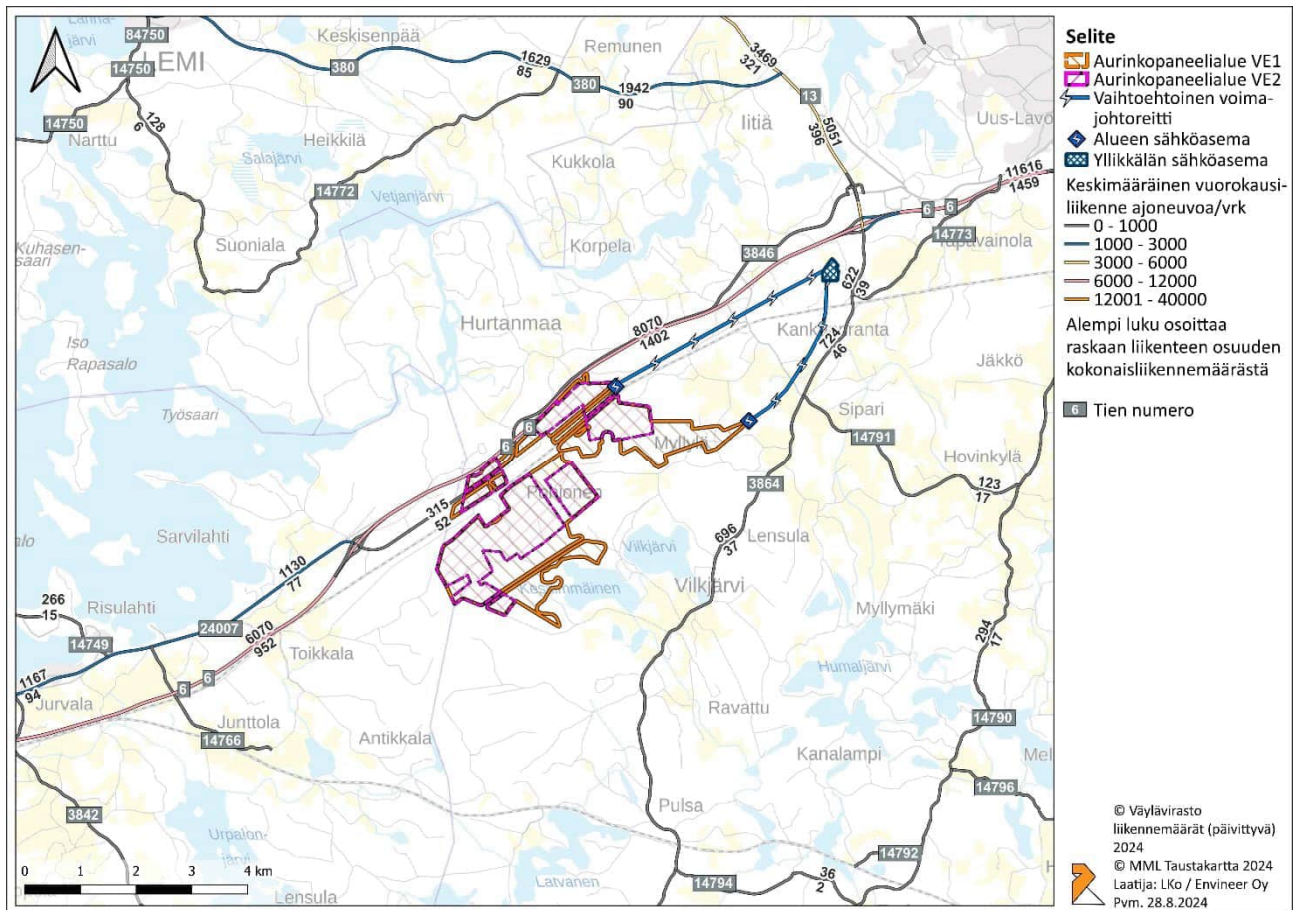 Lanna-
järvi
84750
LEMI
14750
Keskisenpää
380
1629
85
Remunen
380
1942
90
3469
321
13
5051
396
Iitiä
Uus-Lavo
14750
Narttu
128
6
Heikkilä
Salajärvi
14772
Vetjanjärvi
Kukkola
11616
1459
Kuhasen-
saari
Suoniala
Korpela
3846
6
6
14773
Hurtanmaa
8070
1402
622
39
724
46
Jäkkö
Iso
Rapasalo
Työsaari
6
6
Sipari
14791
Hovinkylä
3864
123
17
315
52
Sarvilahti
Vilkjärvi
696
37
Lensula
1130
77
Vilkjärvi
Myllymäki
266
15
Risulahti
14749
24007
6070
952
Toikkala
294
17
Humaljärvi
1167
94
Jurvala
6
6
Junttola
14766
Antikkala
Ravattu
14790
Kanalampi
Mel
14796
3842
Pulsa
Urpalon-
järvi
14792
Latvanen
14794
36
2
Lensula
0 1 2 3 4 km
Selite
Aurinkopaneelialue VE1
Aurinkopaneelialue VE2
Vaihtoehtoinen voima-
johtoreitti
Alueen sähköasema
Yllikkälän sähköasema
Keskimääräinen vuorokausi-
liikenne ajoneuvoa/vrk
0 - 1000
1000 - 3000
3000 - 6000
6000 - 12000
12001 - 40000
Alempi luku osoittaa
raskaan liikenteen osuuden
kokonaisliikennemäärästä
6 Tien numero
© Väylävirasto
liikennemäärät (päivittyvä)
2024
© MML Taustakartta 2024
Laatija: LKo / Envineer Oy
Pvm. 28.8.2024